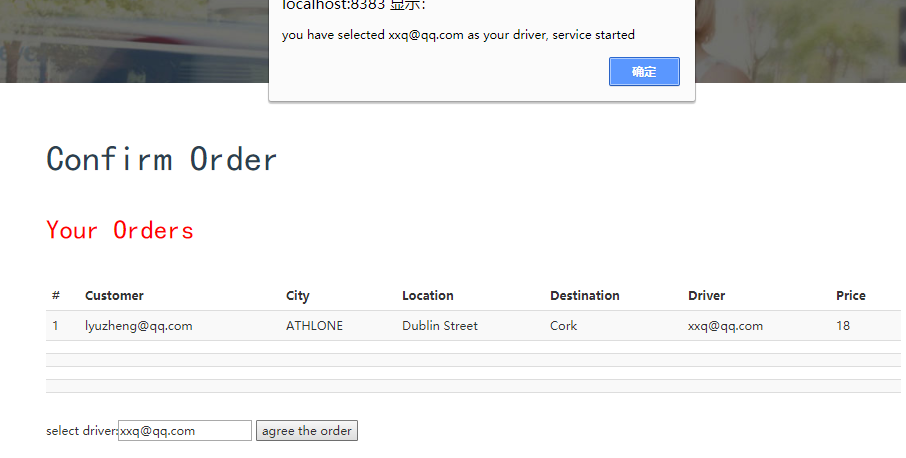 localhost:8383 显示：
you have selected xxq@qq.com as your driver, service started
确定
Confirm Order
Your Orders
# Customer City Location Destination Driver Price
1 lyuzheng@qq.com ATHLONE Dublin Street Cork xxq@qq.com 18
select driver:xxq@qq.com agree the order